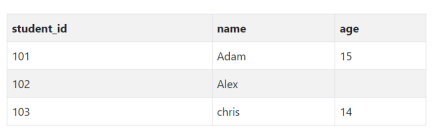 student_id name age
101 Adam 15
102 Alex
103 chris 14